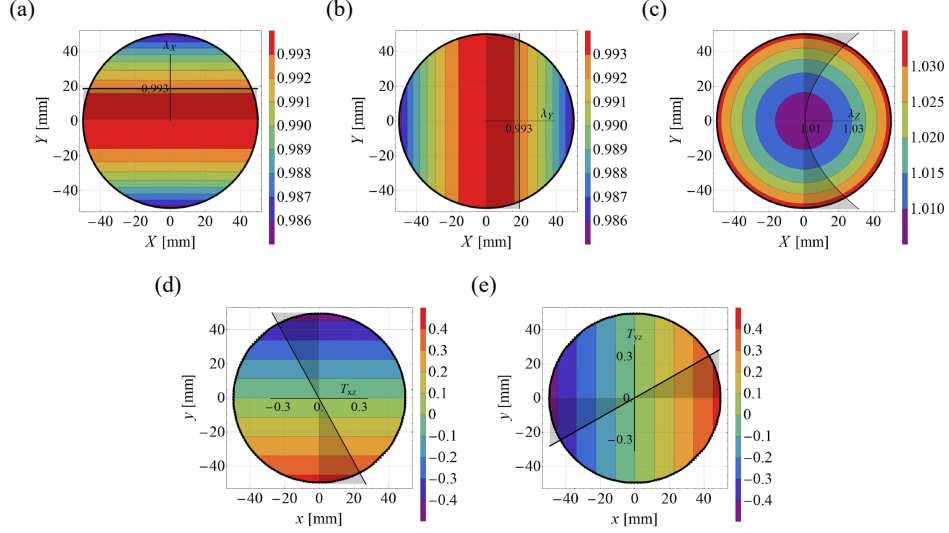 (a)
λX
0.993
40
20
0
−20
−40
−40 −20 0 20 40
Y [mm]
X [mm]
0.993
0.992
0.991
0.990
0.989
0.988
0.987
0.986
(b)
λY
0.993
40
20
0
−20
−40
−40 −20 0 20 40
Y [mm]
X [mm]
0.993
0.992
0.991
0.990
0.989
0.988
0.987
0.986
(c)
λZ
1.01 1.03
40
20
0
−20
−40
−40 −20 0 20 40
Y [mm]
X [mm]
1.030
1.025
1.020
1.015
1.010
(d)
Txz
−0.3 0. 0.3
40
20
0
−20
−40
−40 −20 0 20 40
y [mm]
x [mm]
0.4
0.3
0.2
0.1
0
−0.1
−0.2
−0.3
−0.4
(e)
Tyz
0.3
0.
−0.3
40
20
0
−20
−40
−40 −20 0 20 40
y [mm]
x [mm]
0.4
0.3
0.2
0.1
0
−0.1
−0.2
−0.3
−0.4